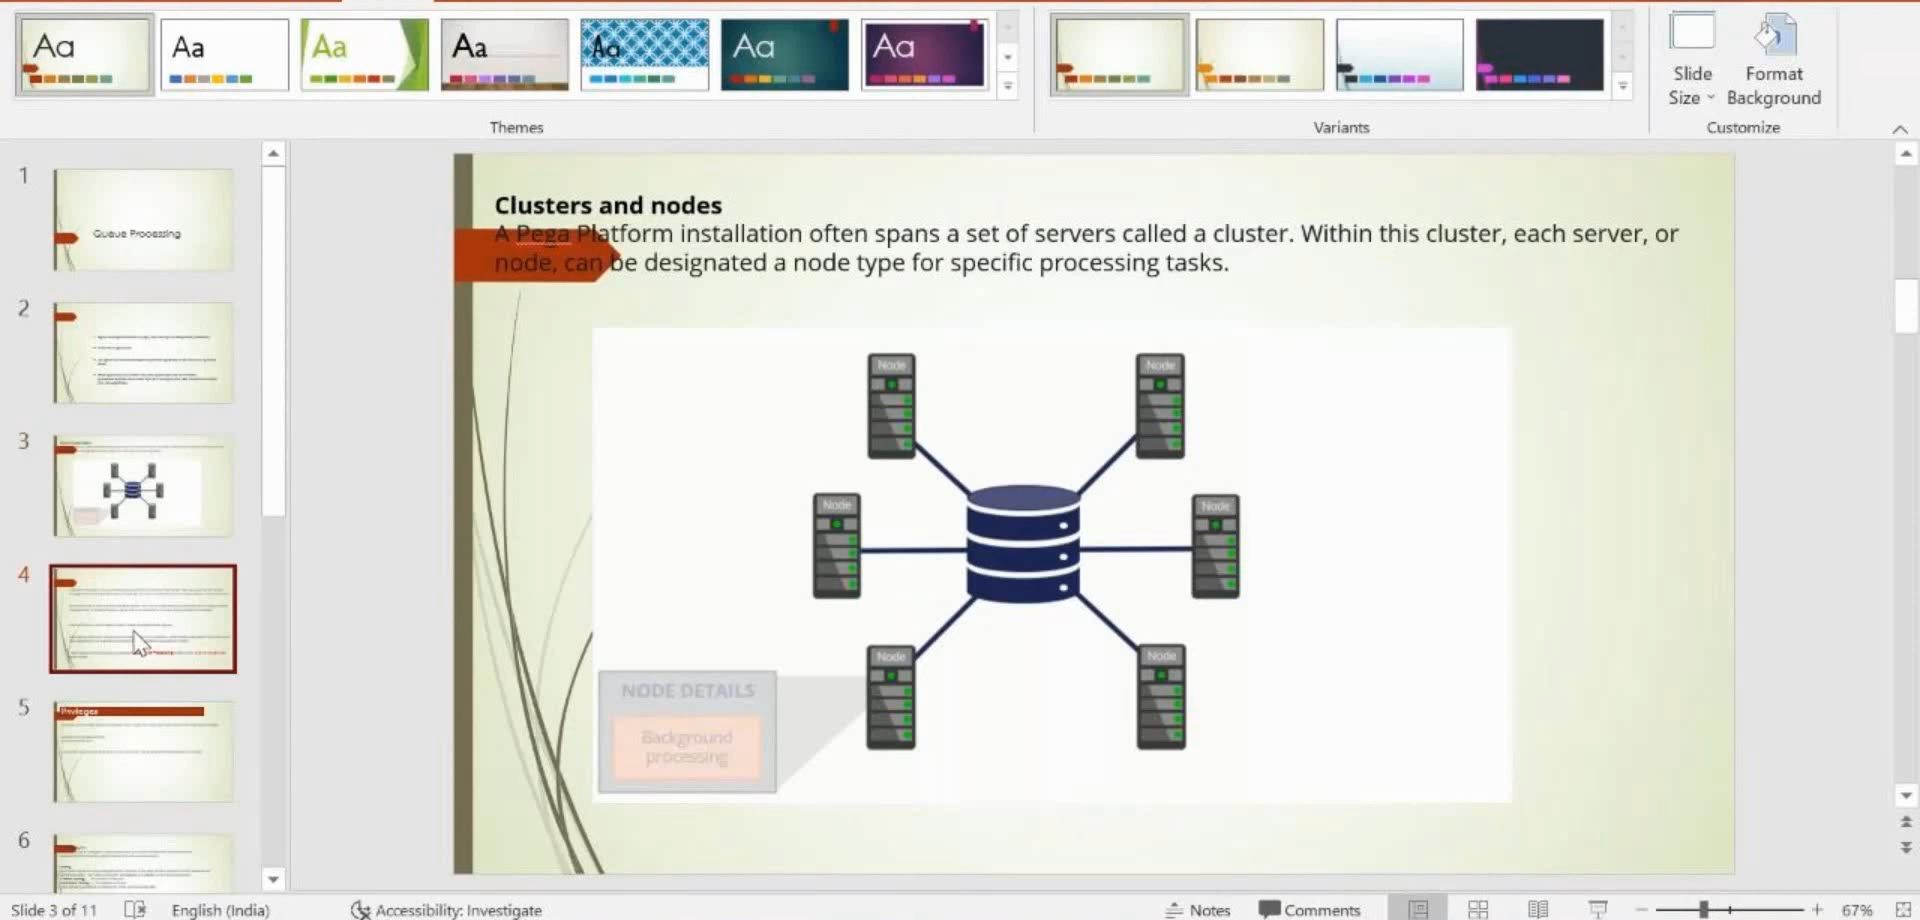 Aa
Aa
Aa
Aa
Aa
Aa
Aa
Slide
Size
Format
Background
Themes
Variants
Customize
1
Queue Processing
2
3
4
5
Privileges
6
Clusters and nodes
A Pega Platform installation often spans a set of servers called a cluster. Within this cluster, each server, or
node, can be designated a node type for specific processing tasks.
Node
Node
Node
Node
Node
Node
NODE DETAILS
Background
processing
Slide 3 of 11
English (India)
Accessibility: Investigate
Notes
Comments
67%